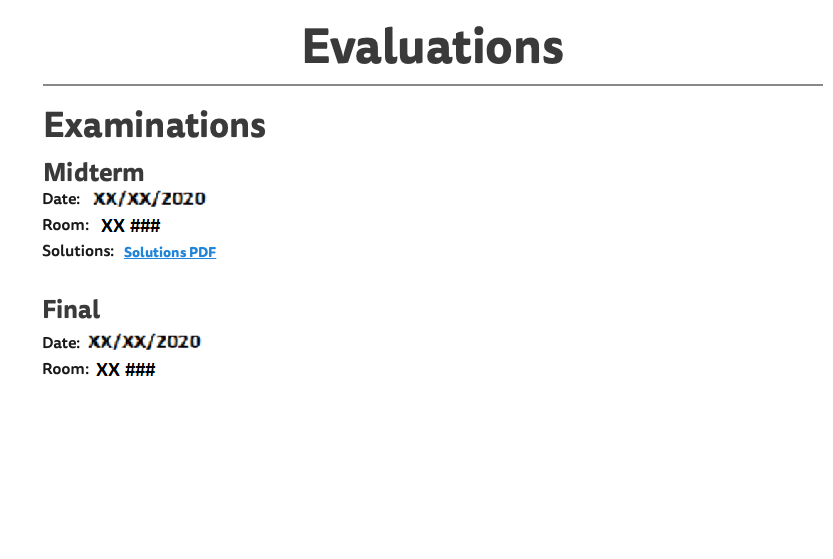 Evaluations
Examinations
Midterm
Date: XX/XX/2020
Room: XX ###
Solutions: Solutions PDF
Final
Date: XX/XX/2020
Room: XX ###